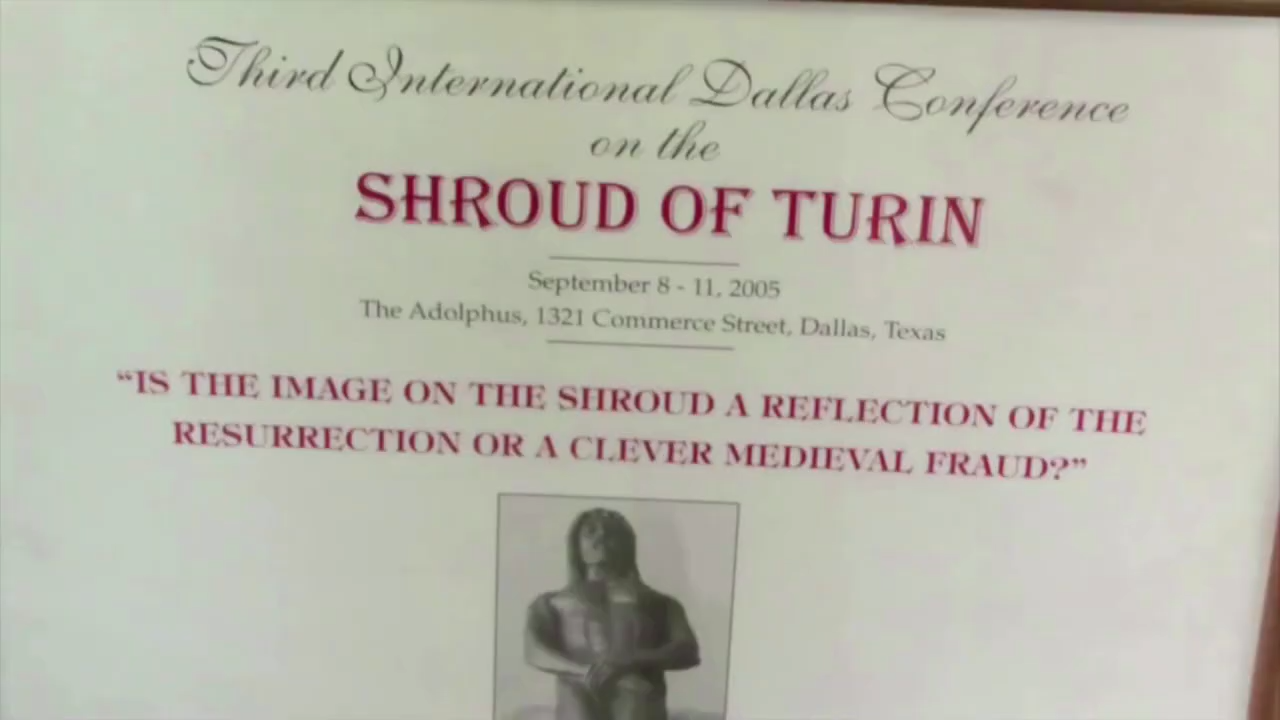 Third International Dallas Conference
on the
SHROUD OF TURIN
September 8 - 11, 2005
The Adolphus, 1321 Commerce Street, Dallas, Texas
“IS THE IMAGE ON THE SHROUD A REFLECTION OF THE
RESURRECTION OR A CLEVER MEDIEVAL FRAUD?”